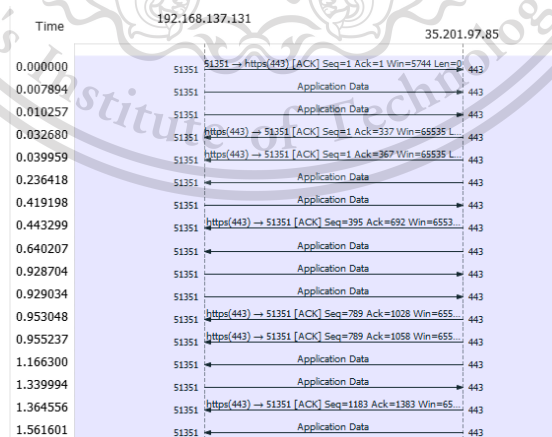 Time 192.168.137.131 35.201.97.85
0.000000 51351 51351 → https(443) [ACK] Seq=1 Ack=1 Win=5744 Len=0 443
0.007894 51351 Application Data 443
0.010257 51351 Application Data 443
0.032680 51351 https(443) → 51351 [ACK] Seq=1 Ack=337 Win=65535 L... 443
0.039959 51351 https(443) → 51351 [ACK] Seq=1 Ack=367 Win=65535 L... 443
0.236418 51351 Application Data 443
0.419198 51351 Application Data 443
0.443299 51351 https(443) → 51351 [ACK] Seq=395 Ack=692 Win=6553... 443
0.640207 51351 Application Data 443
0.928704 51351 Application Data 443
0.929034 51351 Application Data 443
0.953048 51351 https(443) → 51351 [ACK] Seq=789 Ack=1028 Win=655... 443
0.955237 51351 https(443) → 51351 [ACK] Seq=789 Ack=1058 Win=655... 443
1.166300 51351 Application Data 443
1.339994 51351 Application Data 443
1.364556 51351 https(443) → 51351 [ACK] Seq=1183 Ack=1383 Win=65... 443
1.561601 51351 Application Data 443
Institute of